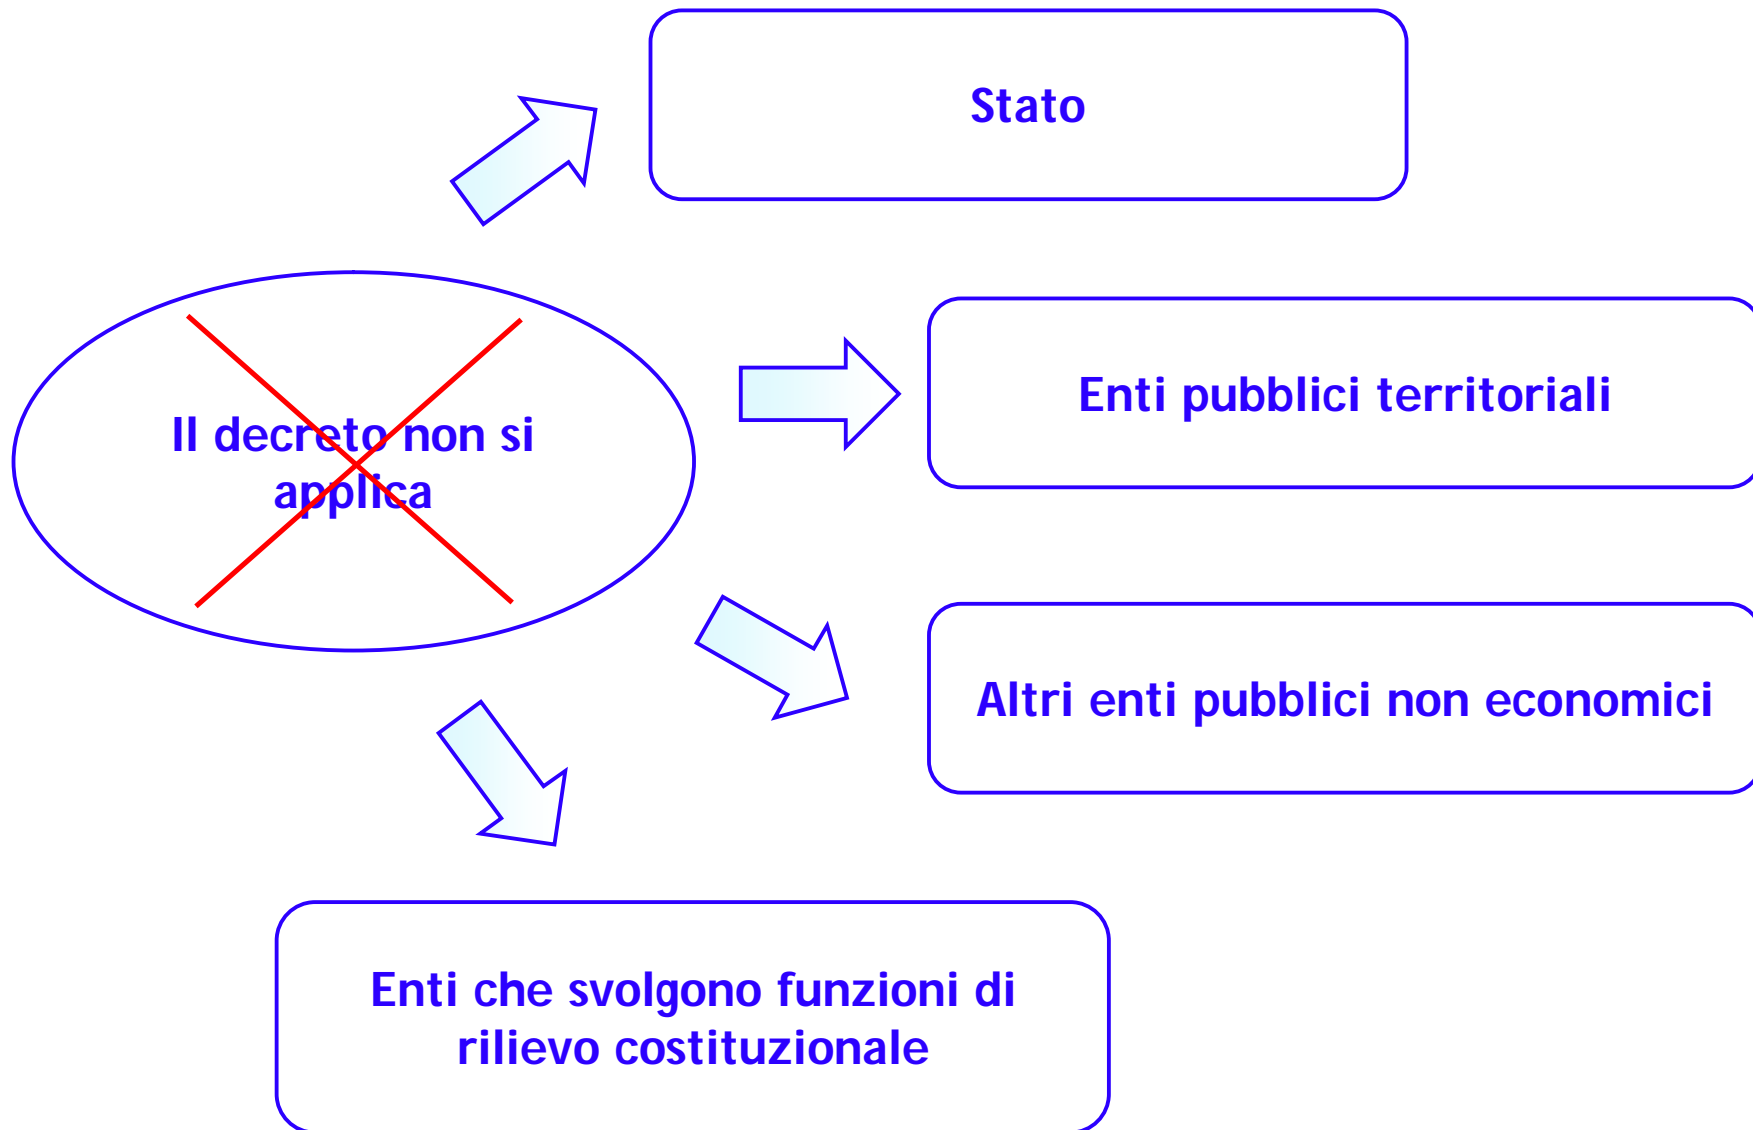 Stato
Enti pubblici territoriali
Il decreto non si
applica
Altri enti pubblici non economici
Enti che svolgono funzioni di
rilievo costituzionale